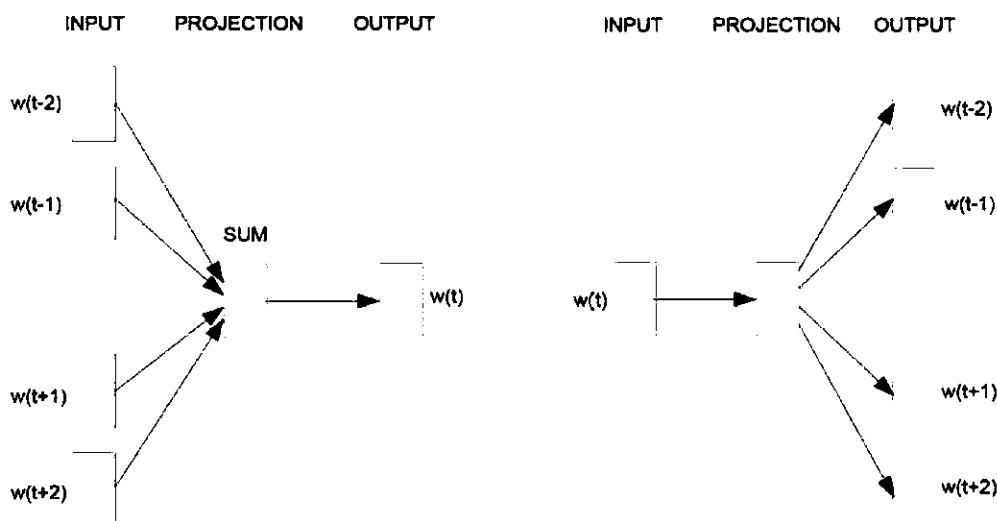 INPUT PROJECTION OUTPUT
w(t-2)
w(t-1)
SUM
w(t)
w(t+1)
w(t+2)
INPUT PROJECTION OUTPUT
w(t-2)
w(t-1)
w(t)
w(t+1)
w(t+2)